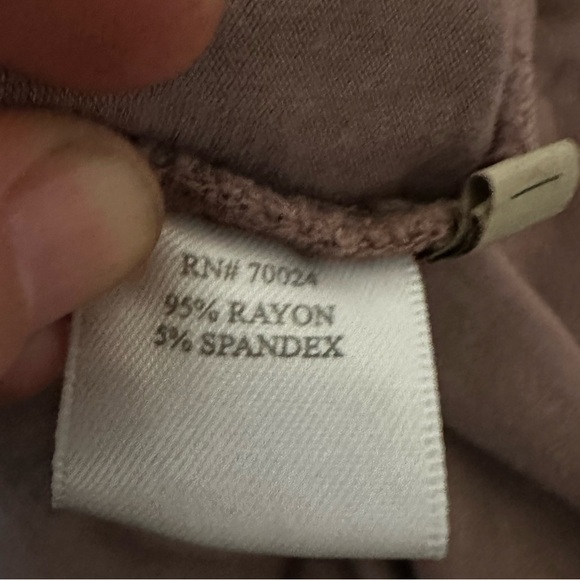 RN# 70024
95% RAYON
5% SPANDEX